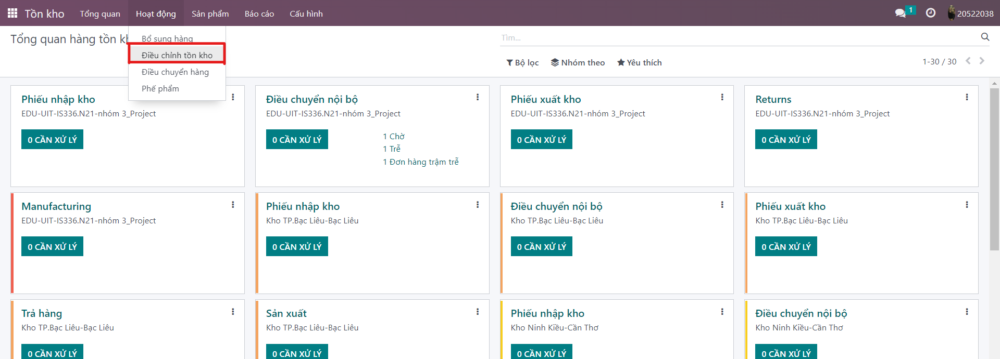 Tồn kho
Tổng quan
Hoạt động
Sản phẩm
Báo cáo
Cấu hình
1
20522038
Tổng quan hàng tồn
Tìm...
Bổ sung hàng
Điều chỉnh tồn kho
Điều chuyển hàng
Phế phẩm
Bộ lọc
Nhóm theo
Yêu thích
1-30 / 30
Phiếu nhập kho
EDU-UIT-IS336.N21-nhóm 3_Project
0 CẦN XỬ LÝ
Điều chuyển nội bộ
EDU-UIT-IS336.N21-nhóm 3_Project
0 CẦN XỬ LÝ
1 Chờ
1 Trễ
1 Đơn hàng trậm trễ
Phiếu xuất kho
EDU-UIT-IS336.N21-nhóm 3_Project
0 CẦN XỬ LÝ
Returns
EDU-UIT-IS336.N21-nhóm 3_Project
0 CẦN XỬ LÝ
Manufacturing
EDU-UIT-IS336.N21-nhóm 3_Project
0 CẦN XỬ LÝ
Phiếu nhập kho
Kho TP.Bạc Liêu-Bạc Liêu
0 CẦN XỬ LÝ
Điều chuyển nội bộ
Kho TP.Bạc Liêu-Bạc Liêu
0 CẦN XỬ LÝ
Phiếu xuất kho
Kho TP.Bạc Liêu-Bạc Liêu
0 CẦN XỬ LÝ
Trả hàng
Kho TP.Bạc Liêu-Bạc Liêu
0 CẦN XỬ LÝ
Sản xuất
Kho TP.Bạc Liêu-Bạc Liêu
0 CẦN XỬ LÝ
Phiếu nhập kho
Kho Ninh Kiều-Cần Thơ
0 CẦN XỬ LÝ
Điều chuyển nội bộ
Kho Ninh Kiều-Cần Thơ
0 CẦN XỬ LÝ